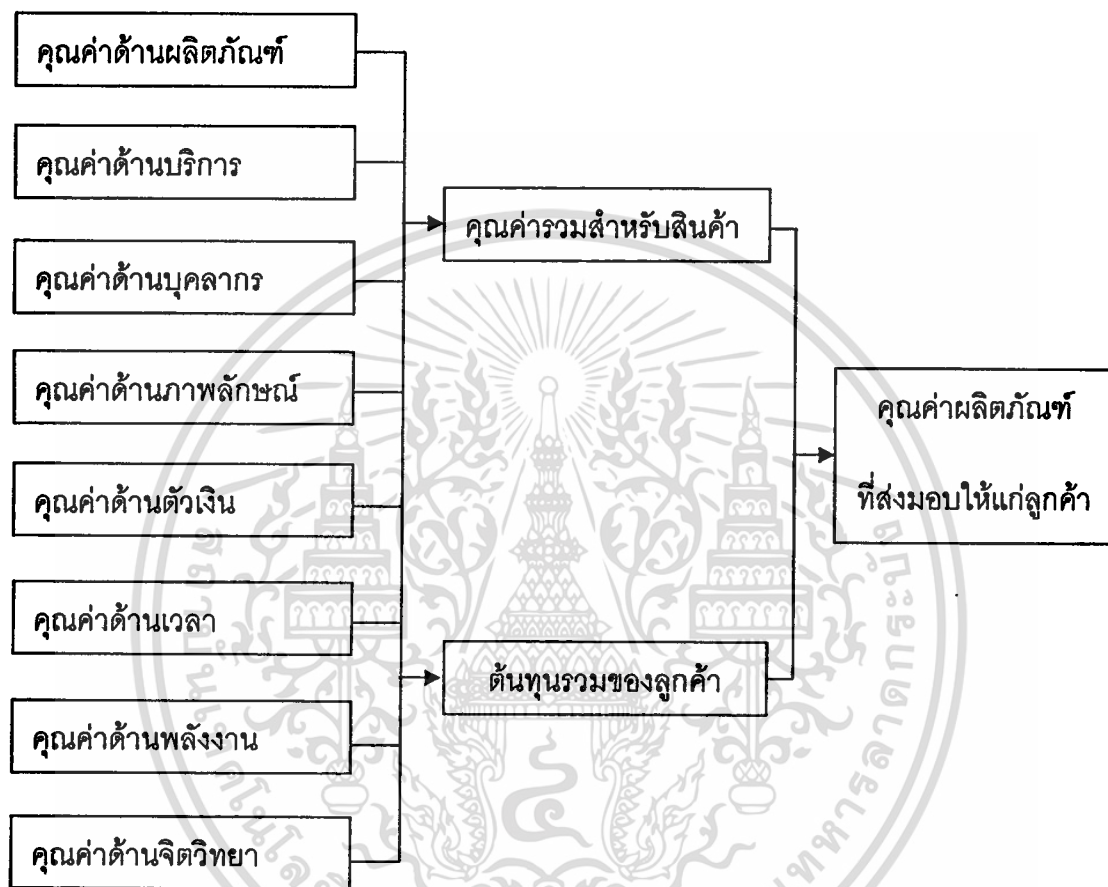 คุณค่าด้านผลิตภัณฑ์
คุณค่าด้านบริการ
คุณค่าด้านบุคลากร
คุณค่าด้านภาพลักษณ์
คุณค่าด้านตัวเงิน
คุณค่าด้านเวลา
คุณค่าด้านพลังงาน
คุณค่าด้านจิตวิทยา
คุณค่ารวมสำหรับสินค้า
ต้นทุนรวมของลูกค้า
คุณค่าผลิตภัณฑ์
ที่ส่งมอบให้แก่ลูกค้า